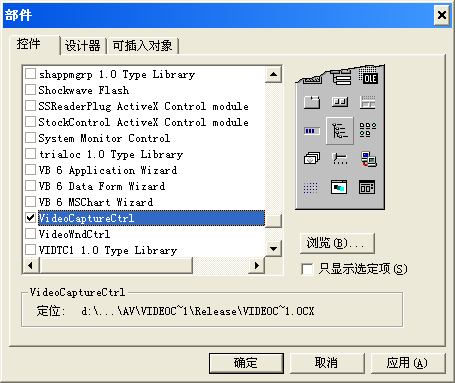 部件
控件 设计器 可插入对象
shappmgrp 1.0 Type Library
Shockwave Flash
SSReaderPlug ActiveX Control module
StockControl ActiveX Control module
System Monitor Control
trialoc 1.0 Type Library
VB 6 Application Wizard
VB 6 Data Form Wizard
VB 6 MSChart Wizard
VideoCaptureCtrl
VideoWndCtrl
VIDTC1 1.0 Type Library
OLE
浏览(B)...
只显示选定项(S)
VideoCaptureCtrl
定位: d:\...\AV\VIDEOC~1\Release\VIDEOC~1.OCX
确定 取消 应用(A)